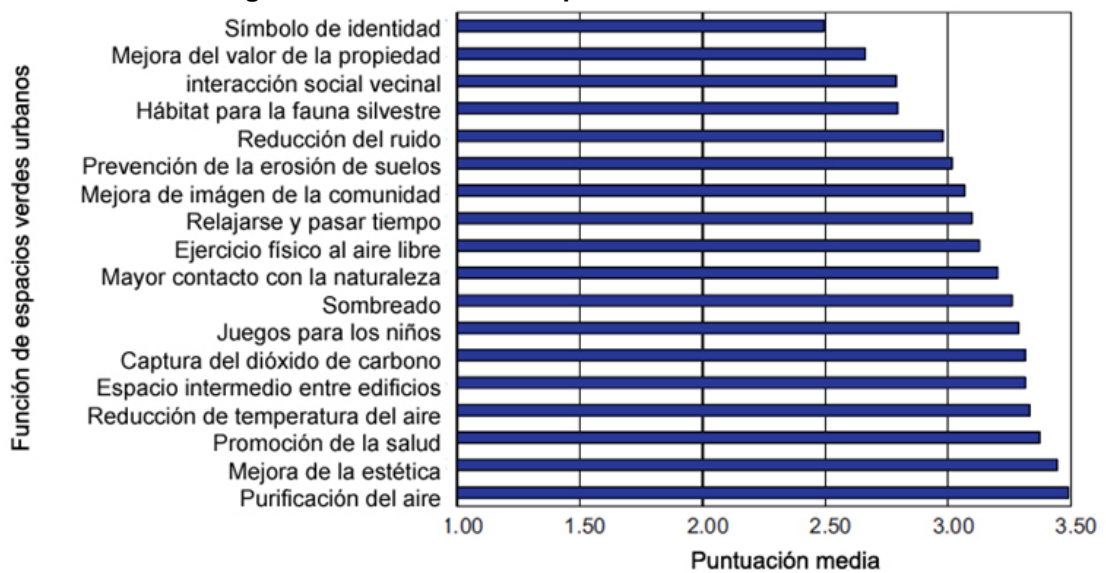 Símbolo de identidad
Mejora del valor de la propiedad
interacción social vecinal
Hábitat para la fauna silvestre
Reducción del ruido
Prevención de la erosión de suelos
Mejora de imágen de la comunidad
Relajarse y pasar tiempo
Ejercicio físico al aire libre
Mayor contacto con la naturaleza
Sombreado
Juegos para los niños
Captura del dióxido de carbono
Espacio intermedio entre edificios
Reducción de temperatura del aire
Promoción de la salud
Mejora de la estética
Purificación del aire
Función de espacios verdes urbanos
1.00 1.50 2.00 2.50 3.00 3.50
Puntuación media